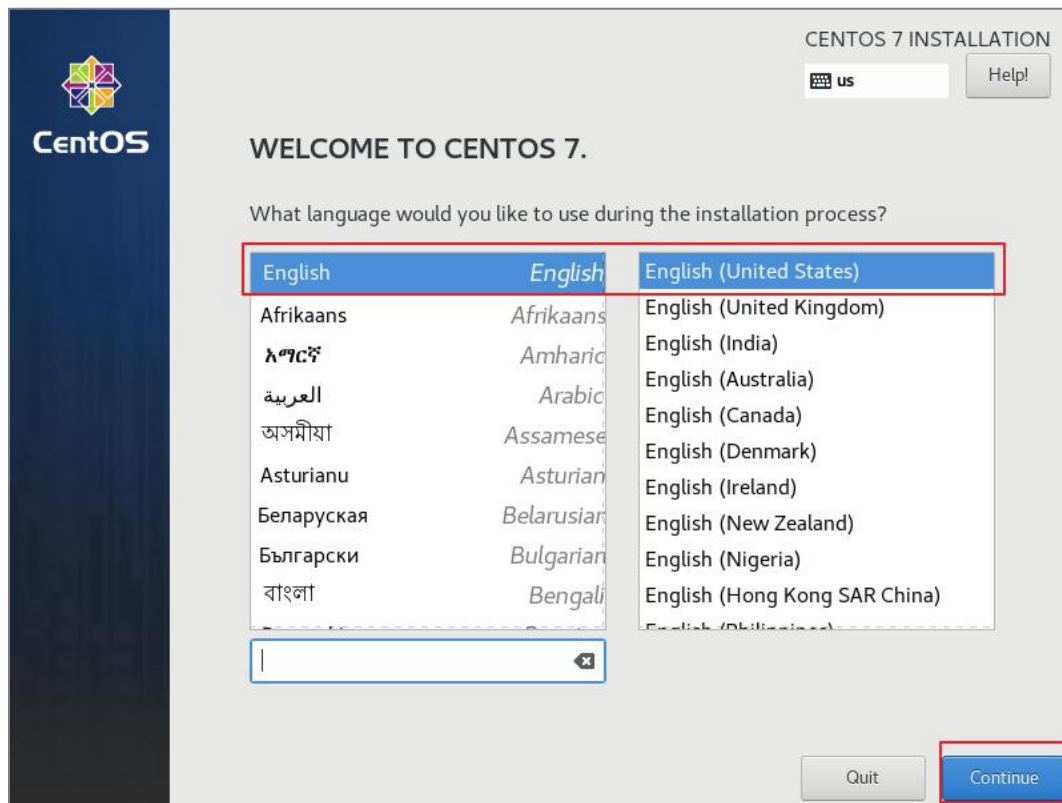 CENTOS 7 INSTALLATION
us
Help!
CentOS
WELCOME TO CENTOS 7.
What language would you like to use during the installation process?
English English
Afrikaans Afrikaans
አማርኛ Amharic
العربية Arabic
অসমীয়া Assamese
Asturianu Asturian
Беларуская Belarusian
Български Bulgarian
বাংলা Bengali
English (United States)
English (United Kingdom)
English (India)
English (Australia)
English (Canada)
English (Denmark)
English (Ireland)
English (New Zealand)
English (Nigeria)
English (Hong Kong SAR China)
English (Philippines)
Quit
Continue